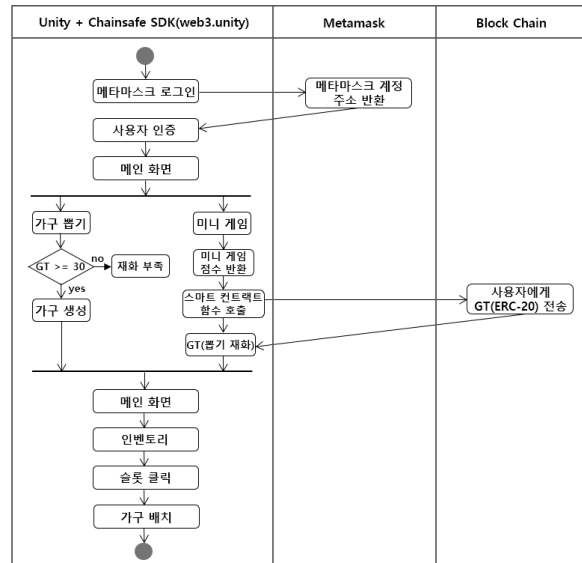 Unity + Chainsafe SDK(web3.unity)
Metamask
Block Chain
메타마스크 로그인
메타마스크 계정
주소 반환
사용자 인증
메인 화면
가구 뽑기
미니 게임
GT >= 30
no
재화 부족
미니 게임
점수 반환
yes
가구 생성
스마트 컨트랙트
함수 호출
사용자에게
GT(ERC-20) 전송
GT(뽑기 재화)
메인 화면
인벤토리
슬롯 클릭
가구 배치